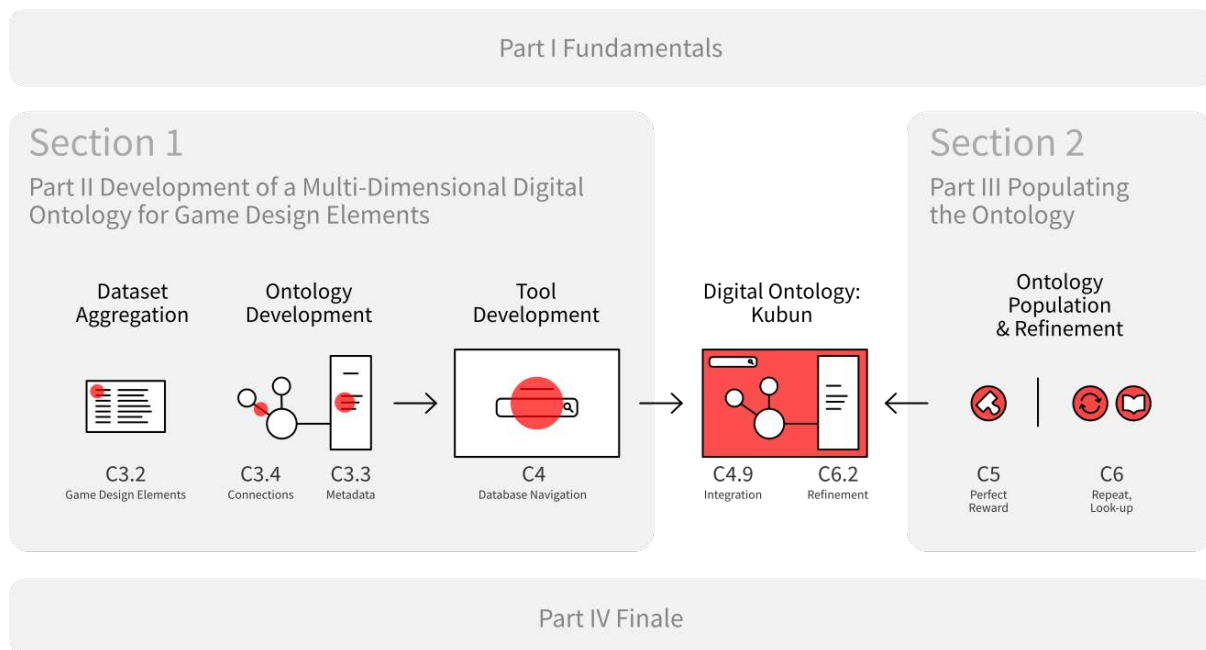 Part I Fundamentals
Section 1
Part II Development of a Multi-Dimensional Digital
Ontology for Game Design Elements
Dataset
Aggregation
C3.2
Game Design Elements
Ontology
Development
C3.4
Connections
C3.3
Metadata
Tool
Development
C4
Database Navigation
Digital Ontology:
Kubun
C4.9
Integration
C6.2
Refinement
Section 2
Part III Populating
the Ontology
Ontology
Population
& Refinement
C5
Perfect
Reward
C6
Repeat,
Look-up
Part IV Finale